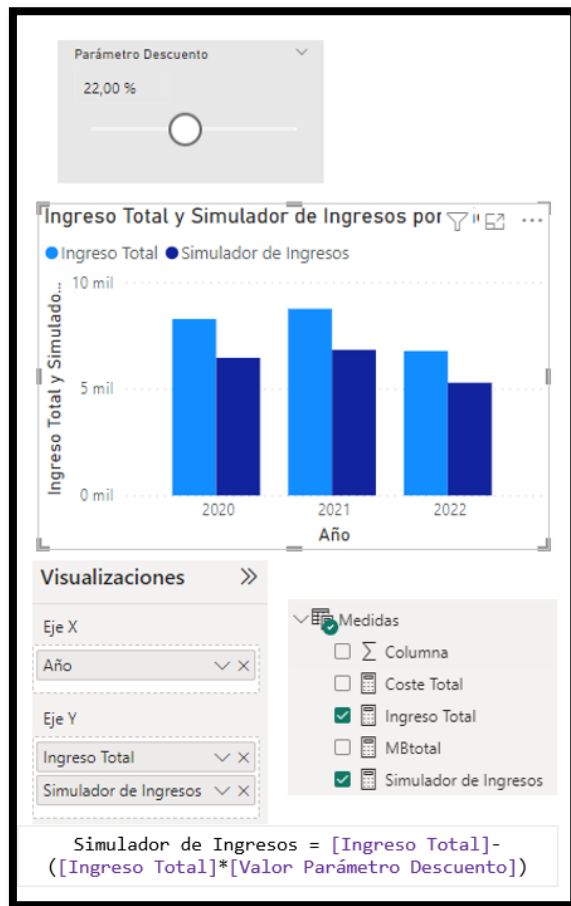 Parámetro Descuento
22,00 %
Ingreso Total y Simulador de Ingresos por
Ingreso Total Simulador de Ingresos
Ingreso Total y Simulado...
10 mil
5 mil
0 mil
2020 2021 2022
Año
Visualizaciones
Eje X
Año
Eje Y
Ingreso Total
Simulador de Ingresos
Medidas
Columna
Coste Total
Ingreso Total
MBtotal
Simulador de Ingresos
Simulador de Ingresos = [Ingreso Total]-
([Ingreso Total]*[Valor Parámetro Descuento])